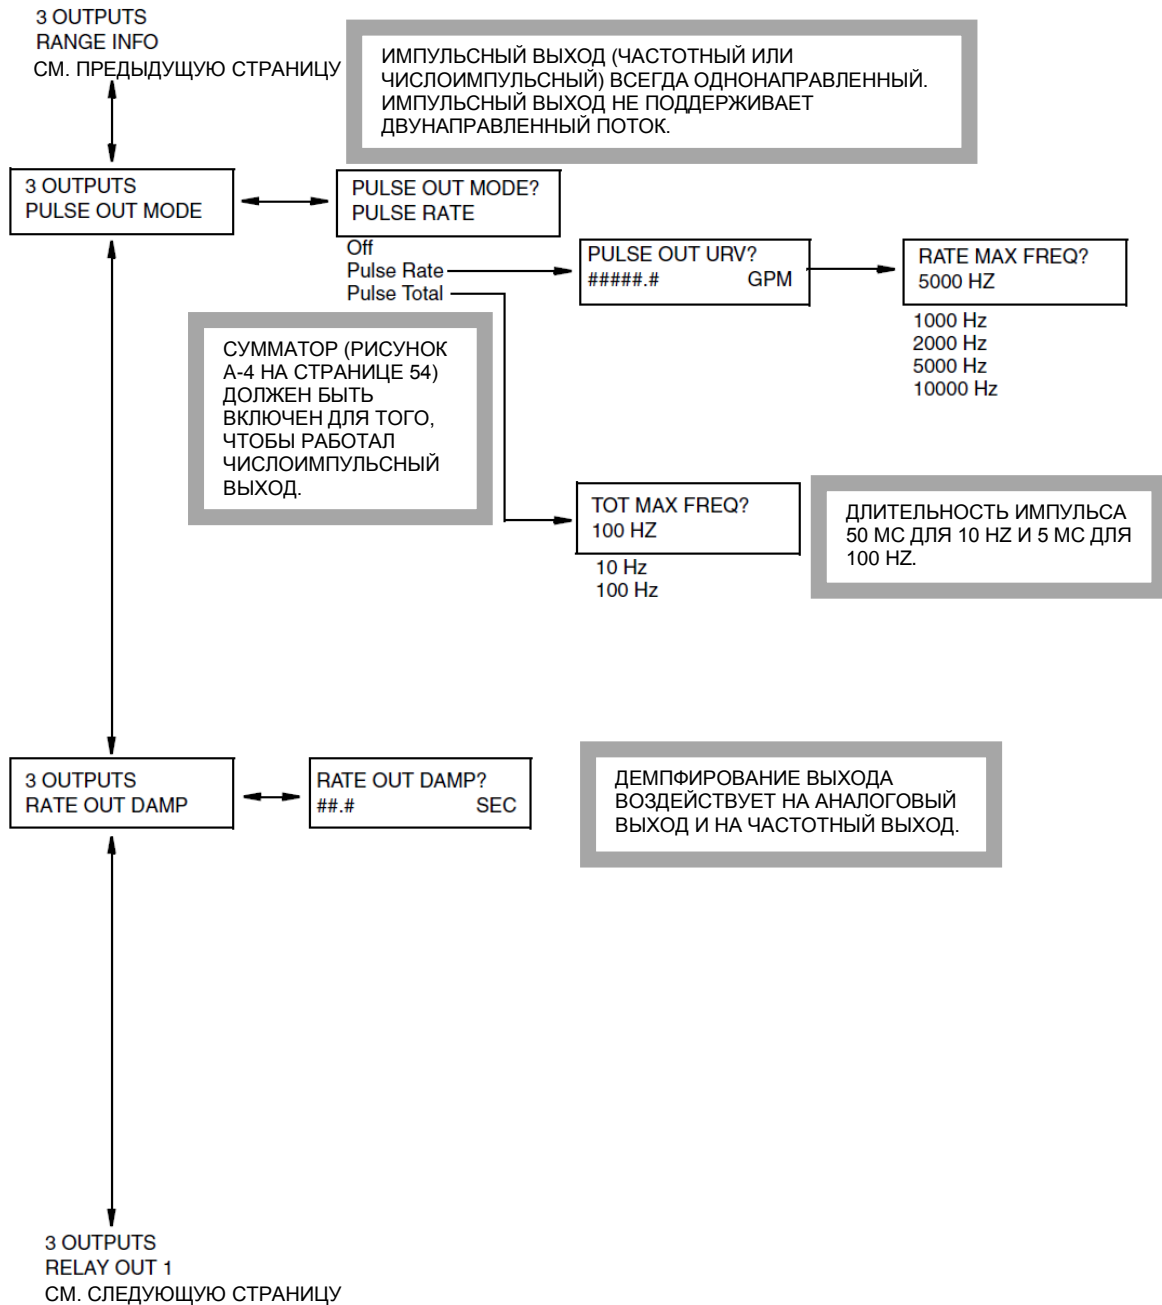 3 OUTPUTS
RANGE INFO
СМ. ПРЕДЫДУЩУЮ СТРАНИЦУ
ИМПУЛЬСНЫЙ ВЫХОД (ЧАСТОТНЫЙ ИЛИ
ЧИСЛОИМПУЛЬСНЫЙ) ВСЕГДА ОДНОНАПРАВЛЕННЫЙ.
ИМПУЛЬСНЫЙ ВЫХОД НЕ ПОДДЕРЖИВАЕТ
ДВУНАПРАВЛЕННЫЙ ПОТОК.
3 OUTPUTS
PULSE OUT MODE
PULSE OUT MODE?
PULSE RATE
Off
Pulse Rate
Pulse Total
PULSE OUT URV?
#####.# GPM
RATE MAX FREQ?
5000 HZ
1000 Hz
2000 Hz
5000 Hz
10000 Hz
СУММАТОР (РИСУНОК
А-4 НА СТРАНИЦЕ 54)
ДОЛЖЕН БЫТЬ
ВКЛЮЧЕН ДЛЯ ТОГО,
ЧТОБЫ РАБОТАЛ
ЧИСЛОИМПУЛЬСНЫЙ
ВЫХОД.
TOT MAX FREQ?
100 HZ
10 Hz
100 Hz
ДЛИТЕЛЬНОСТЬ ИМПУЛЬСА
50 МС ДЛЯ 10 HZ И 5 МС ДЛЯ
100 HZ.
3 OUTPUTS
RATE OUT DAMP
RATE OUT DAMP?
##.# SEC
ДЕМПФИРОВАНИЕ ВЫХОДА
ВОЗДЕЙСТВУЕТ НА АНАЛОГОВЫЙ
ВЫХОД И НА ЧАСТОТНЫЙ ВЫХОД.
3 OUTPUTS
RELAY OUT 1
СМ. СЛЕДУЮЩУЮ СТРАНИЦУ